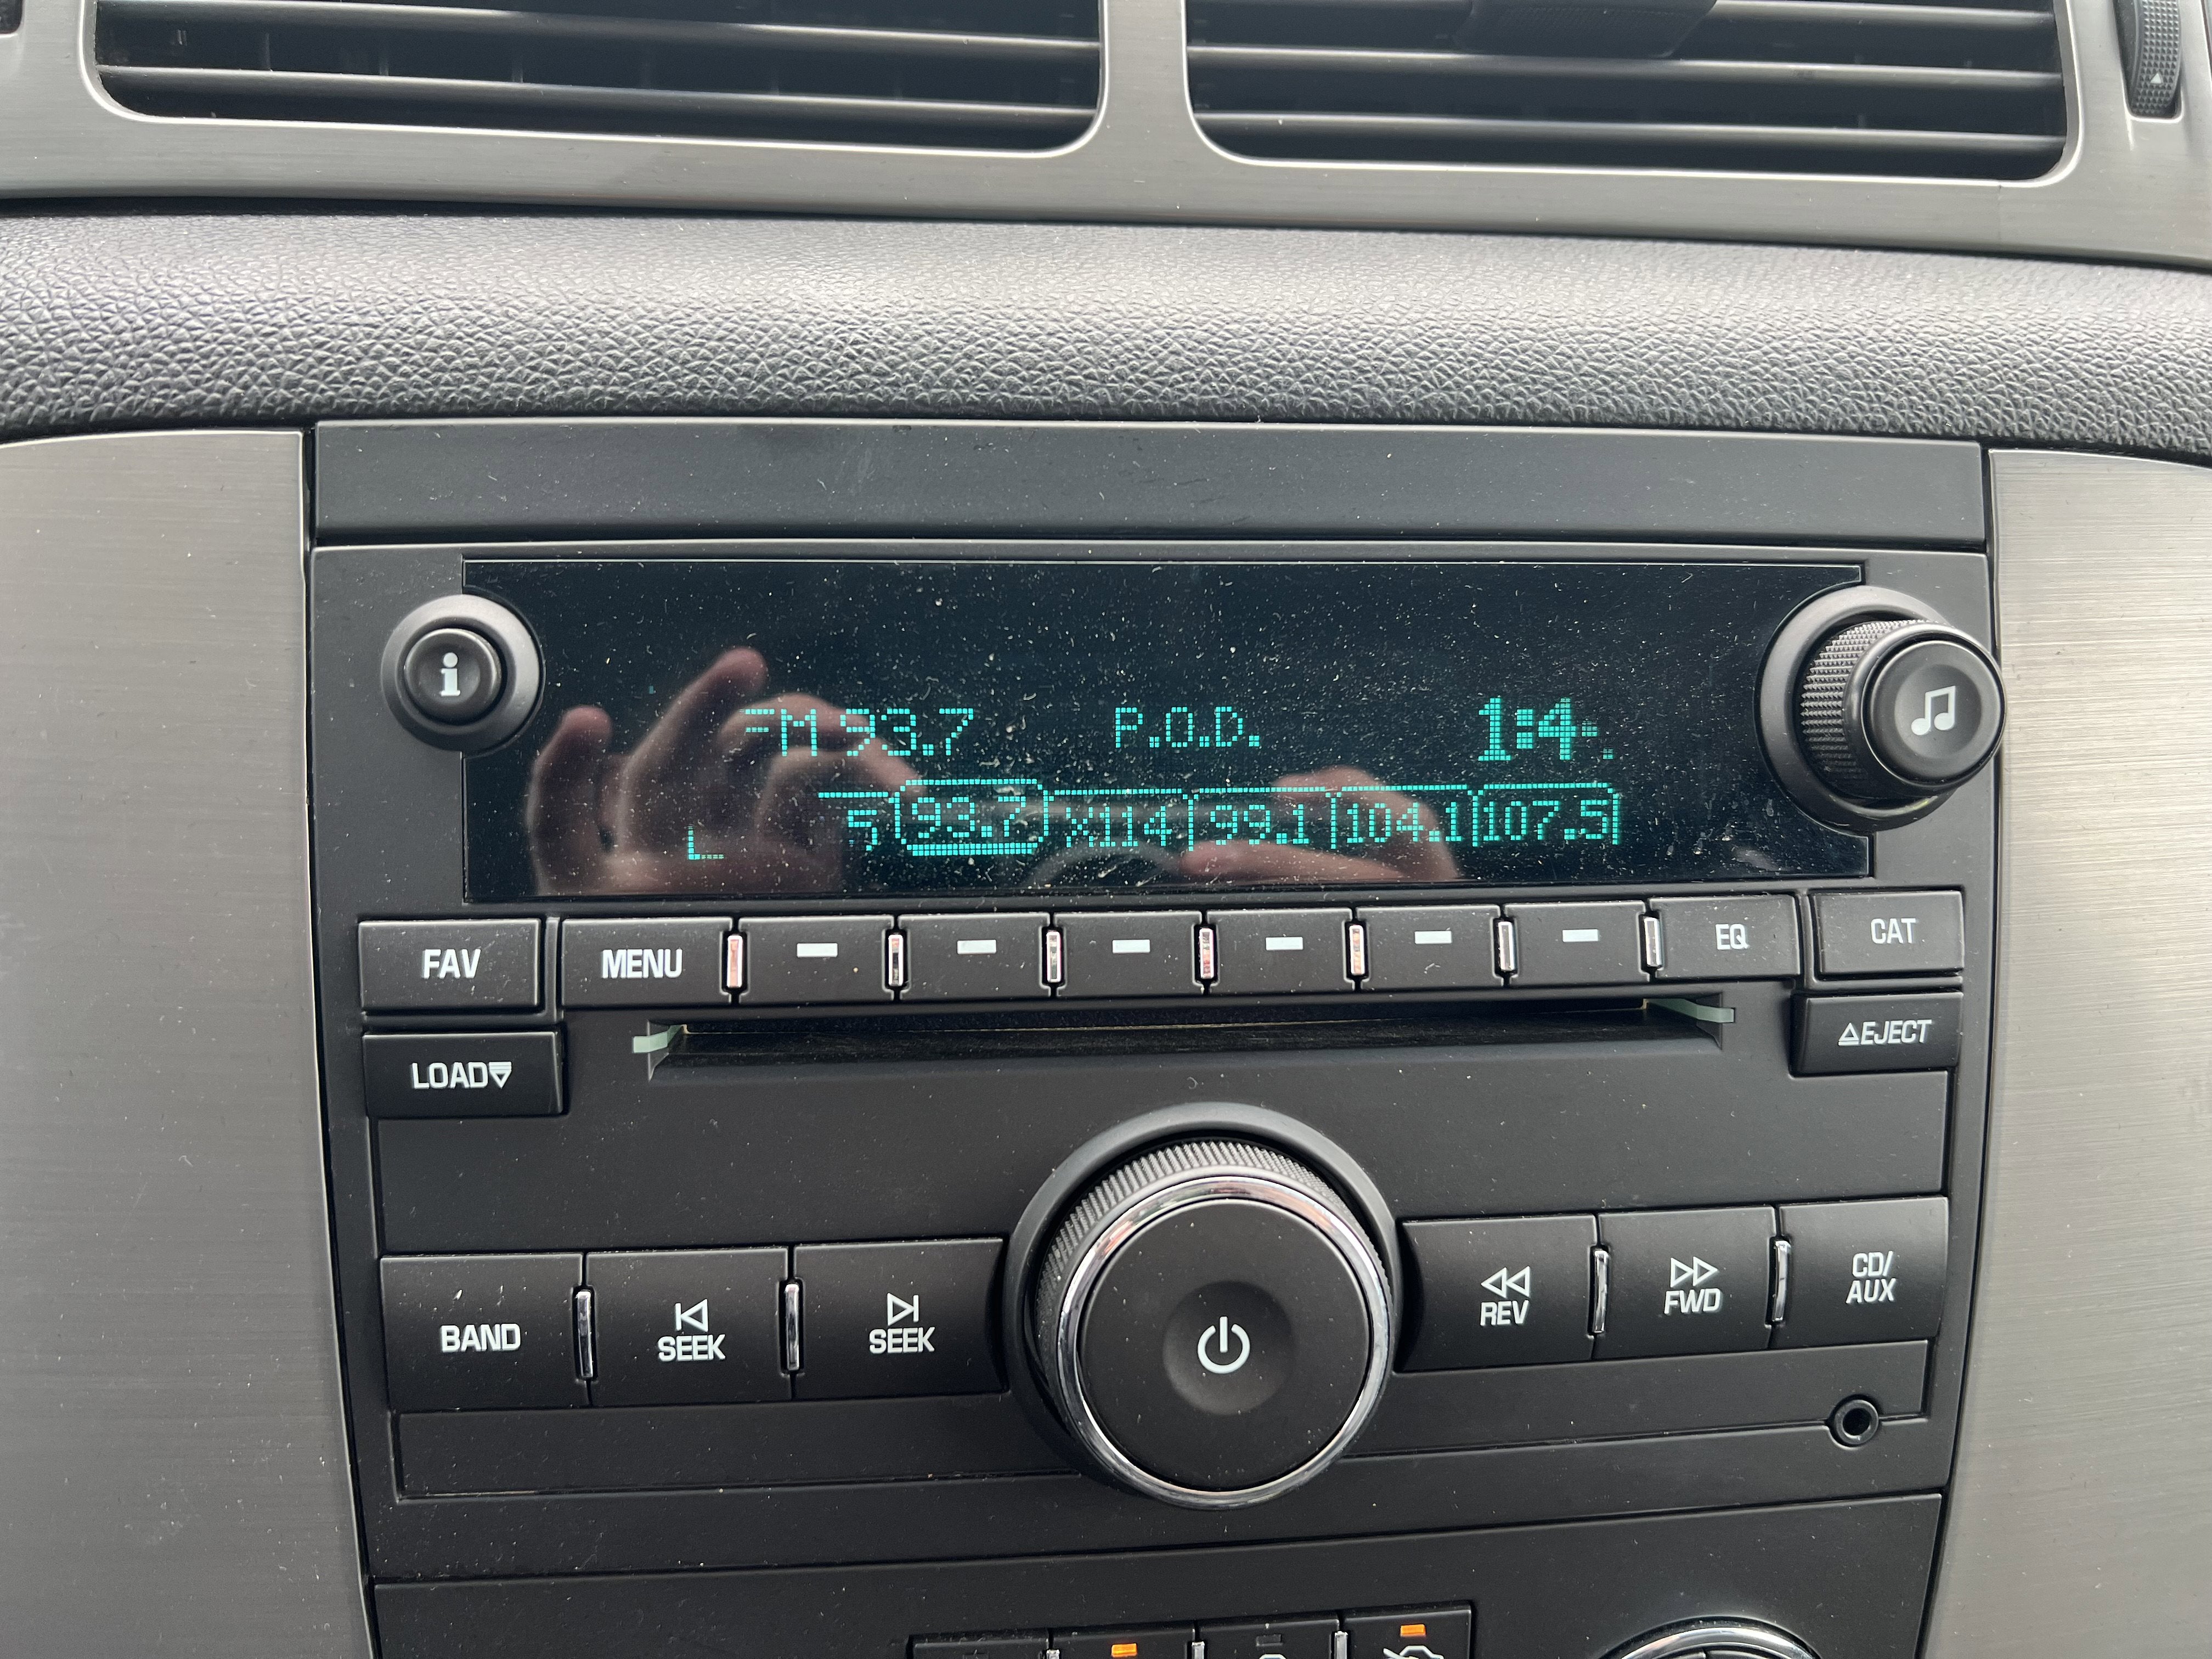 i
FM 93.7 P.O.D. 1:4
5 93.7 X114 99.1 104.1 107.5
FAV MENU EQ CAT
LOAD EJECT
BAND SEEK SEEK REV FWD CD/
AUX